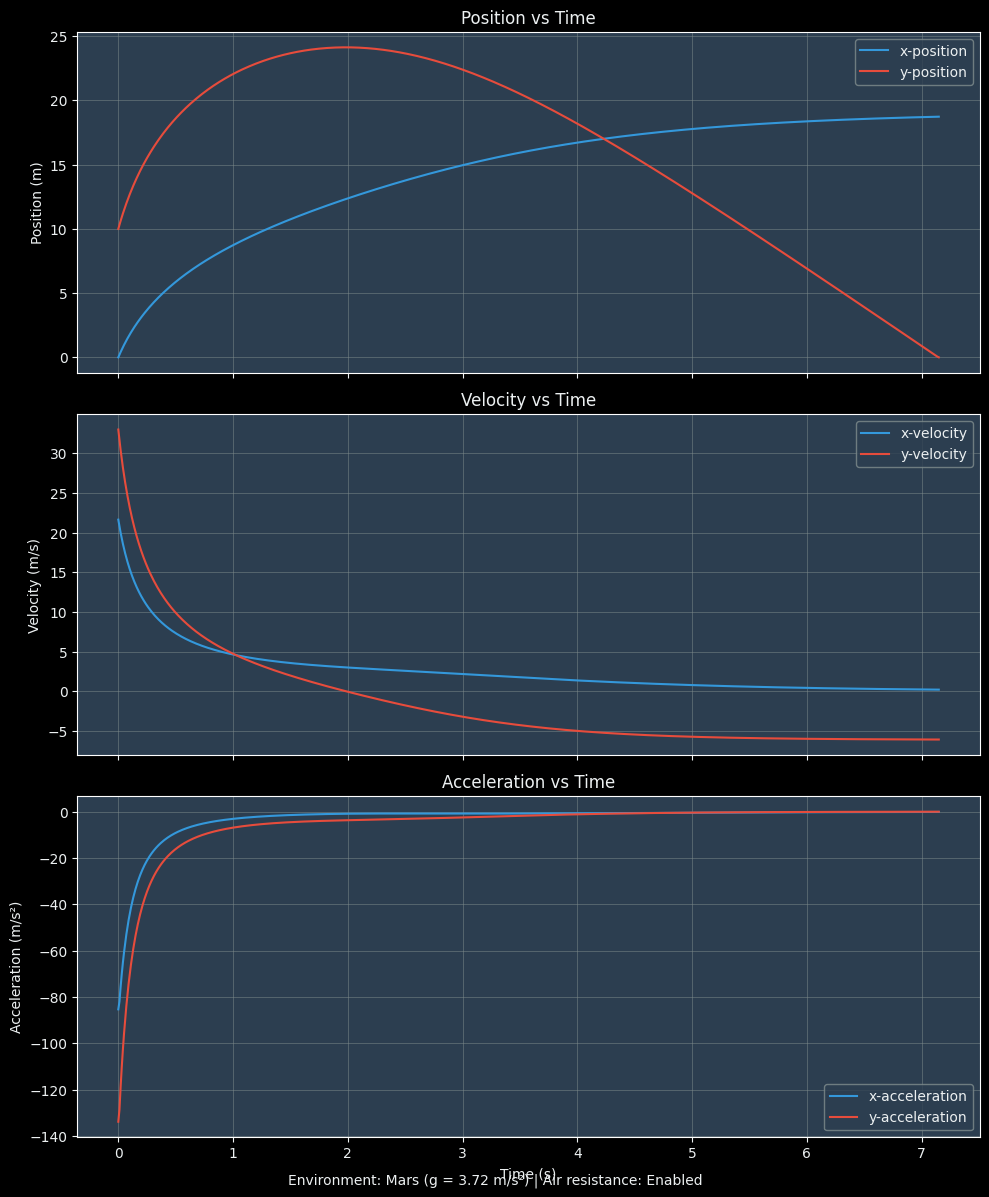 Position vs Time
Position (m)
25
20
15
10
5
0
x-position
y-position
Velocity vs Time
Velocity (m/s)
30
25
20
15
10
5
0
−5
x-velocity
y-velocity
Acceleration vs Time
Acceleration (m/s²)
0
−20
−40
−60
−80
−100
−120
−140
x-acceleration
y-acceleration
0 1 2 3 4 5 6 7
Time (s)
Environment: Mars (g = 3.72 m/s²) | Air resistance: Enabled